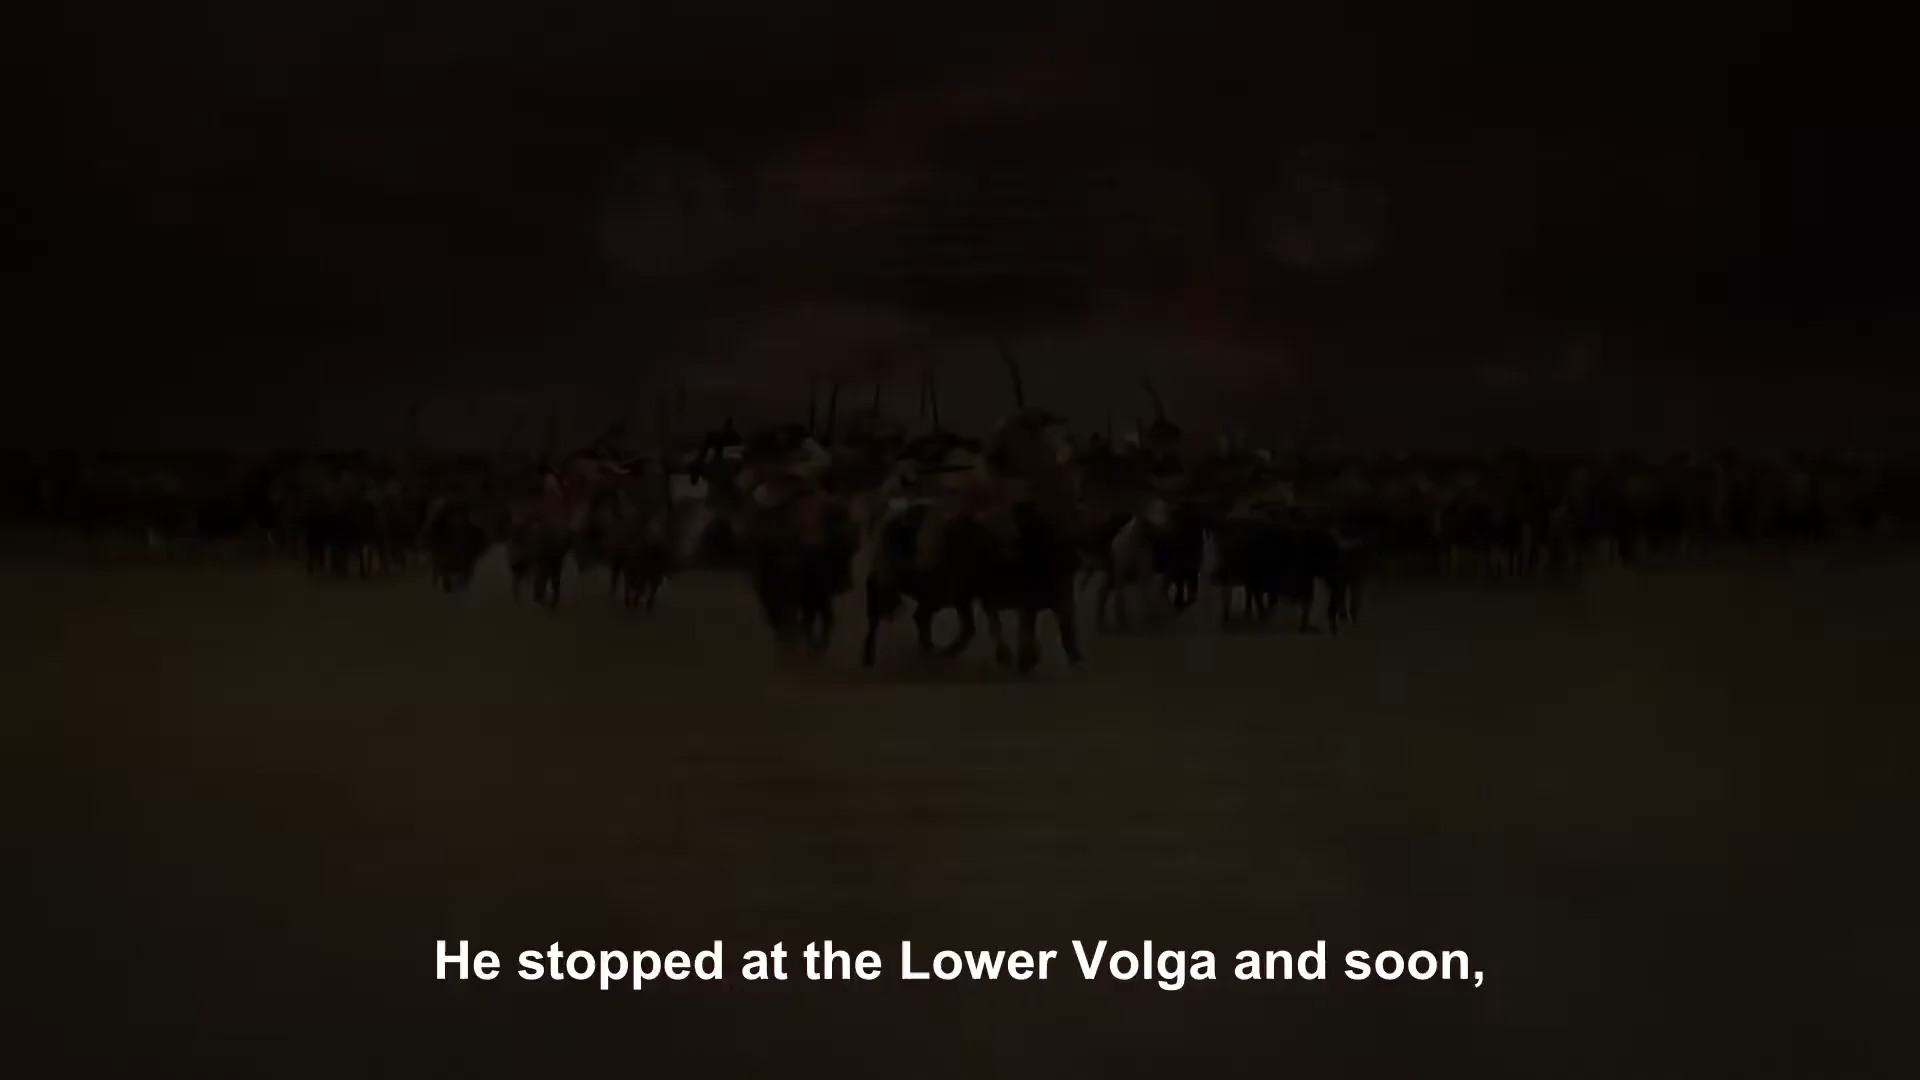 He stopped at the Lower Volga and soon,